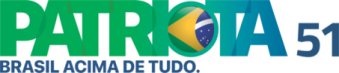 PATRIOTA 51
BRASIL ACIMA DE TUDO.